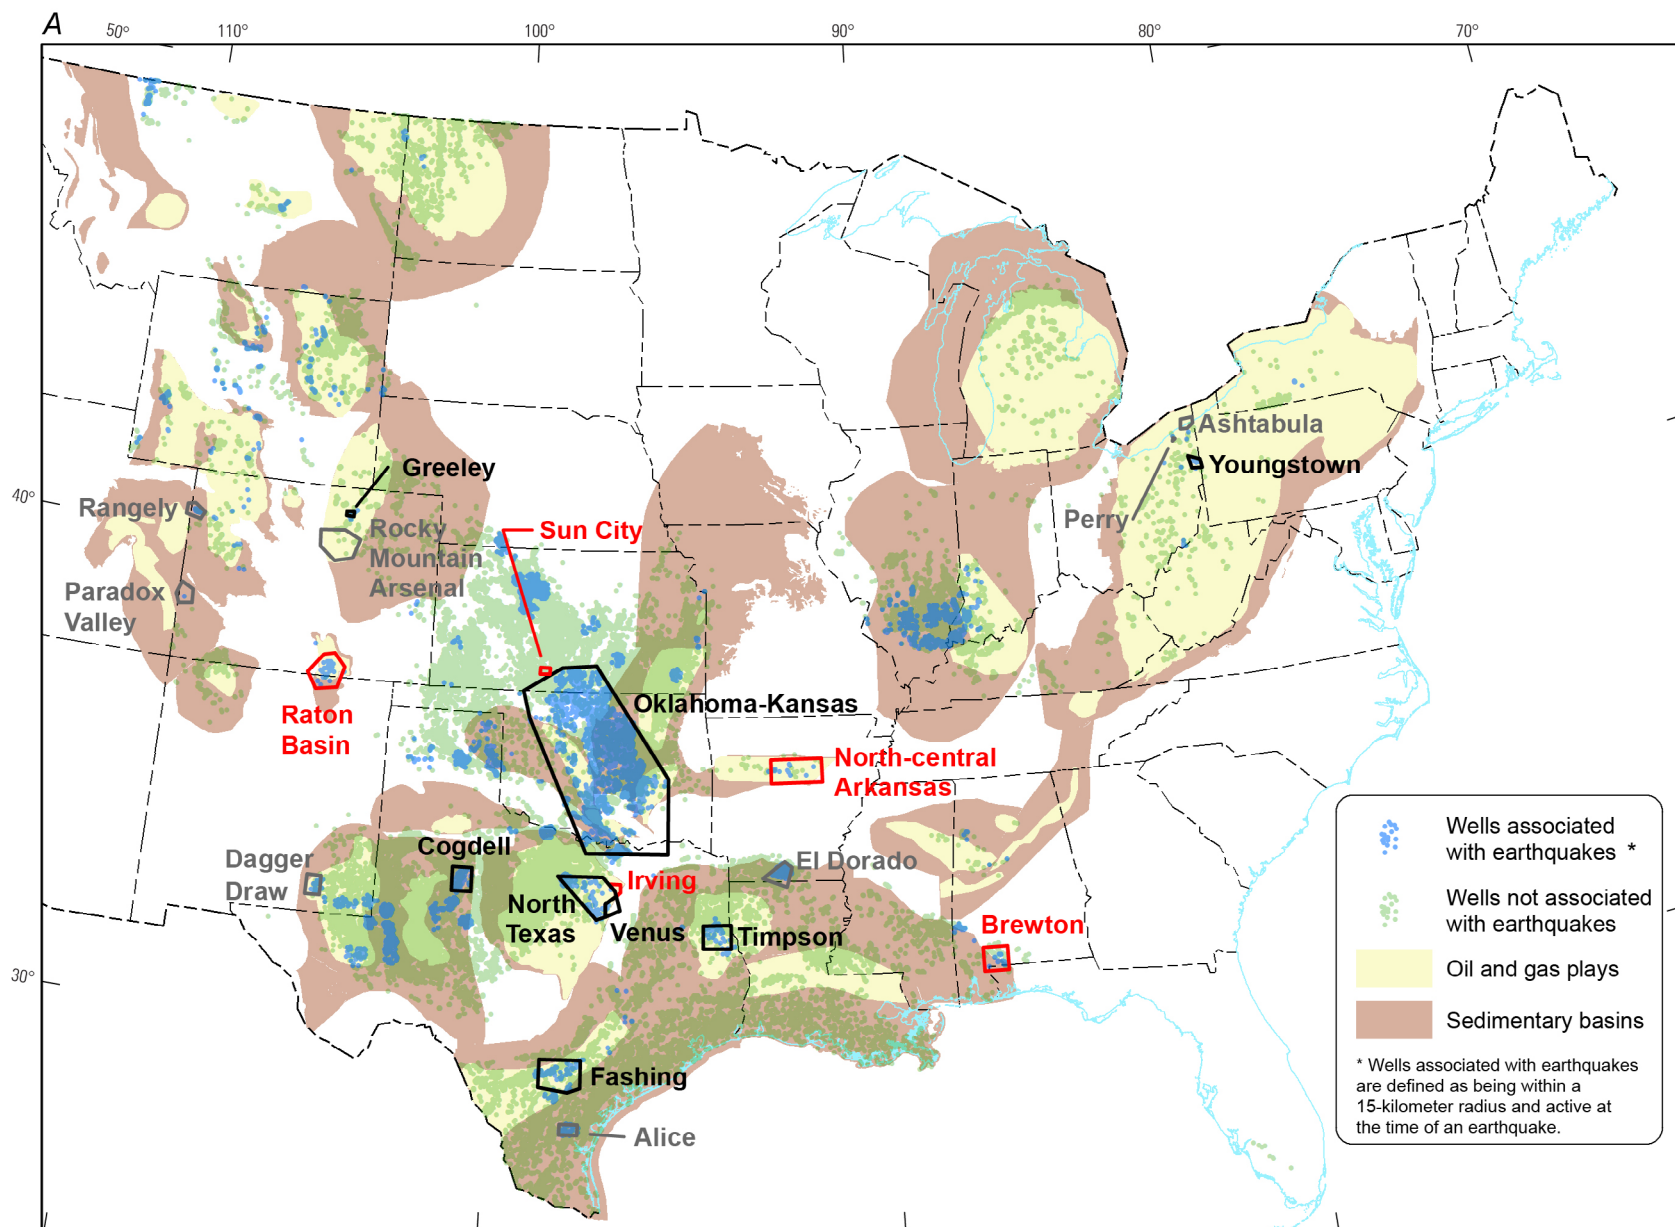 A
50°
110°
100°
90°
80°
70°
40°
30°
Greeley
Rangely
Rocky
Mountain
Arsenal
Paradox
Valley
Sun City
Raton
Basin
Oklahoma-Kansas
North-central
Arkansas
Ashtabula
Youngstown
Perry
Dagger
Draw
Cogdell
North
Texas
Irving
Venus
El Dorado
Timpson
Brewton
Fashing
Alice
Wells associated
with earthquakes *
Wells not associated
with earthquakes
Oil and gas plays
Sedimentary basins
* Wells associated with earthquakes
are defined as being within a
15-kilometer radius and active at
the time of an earthquake.